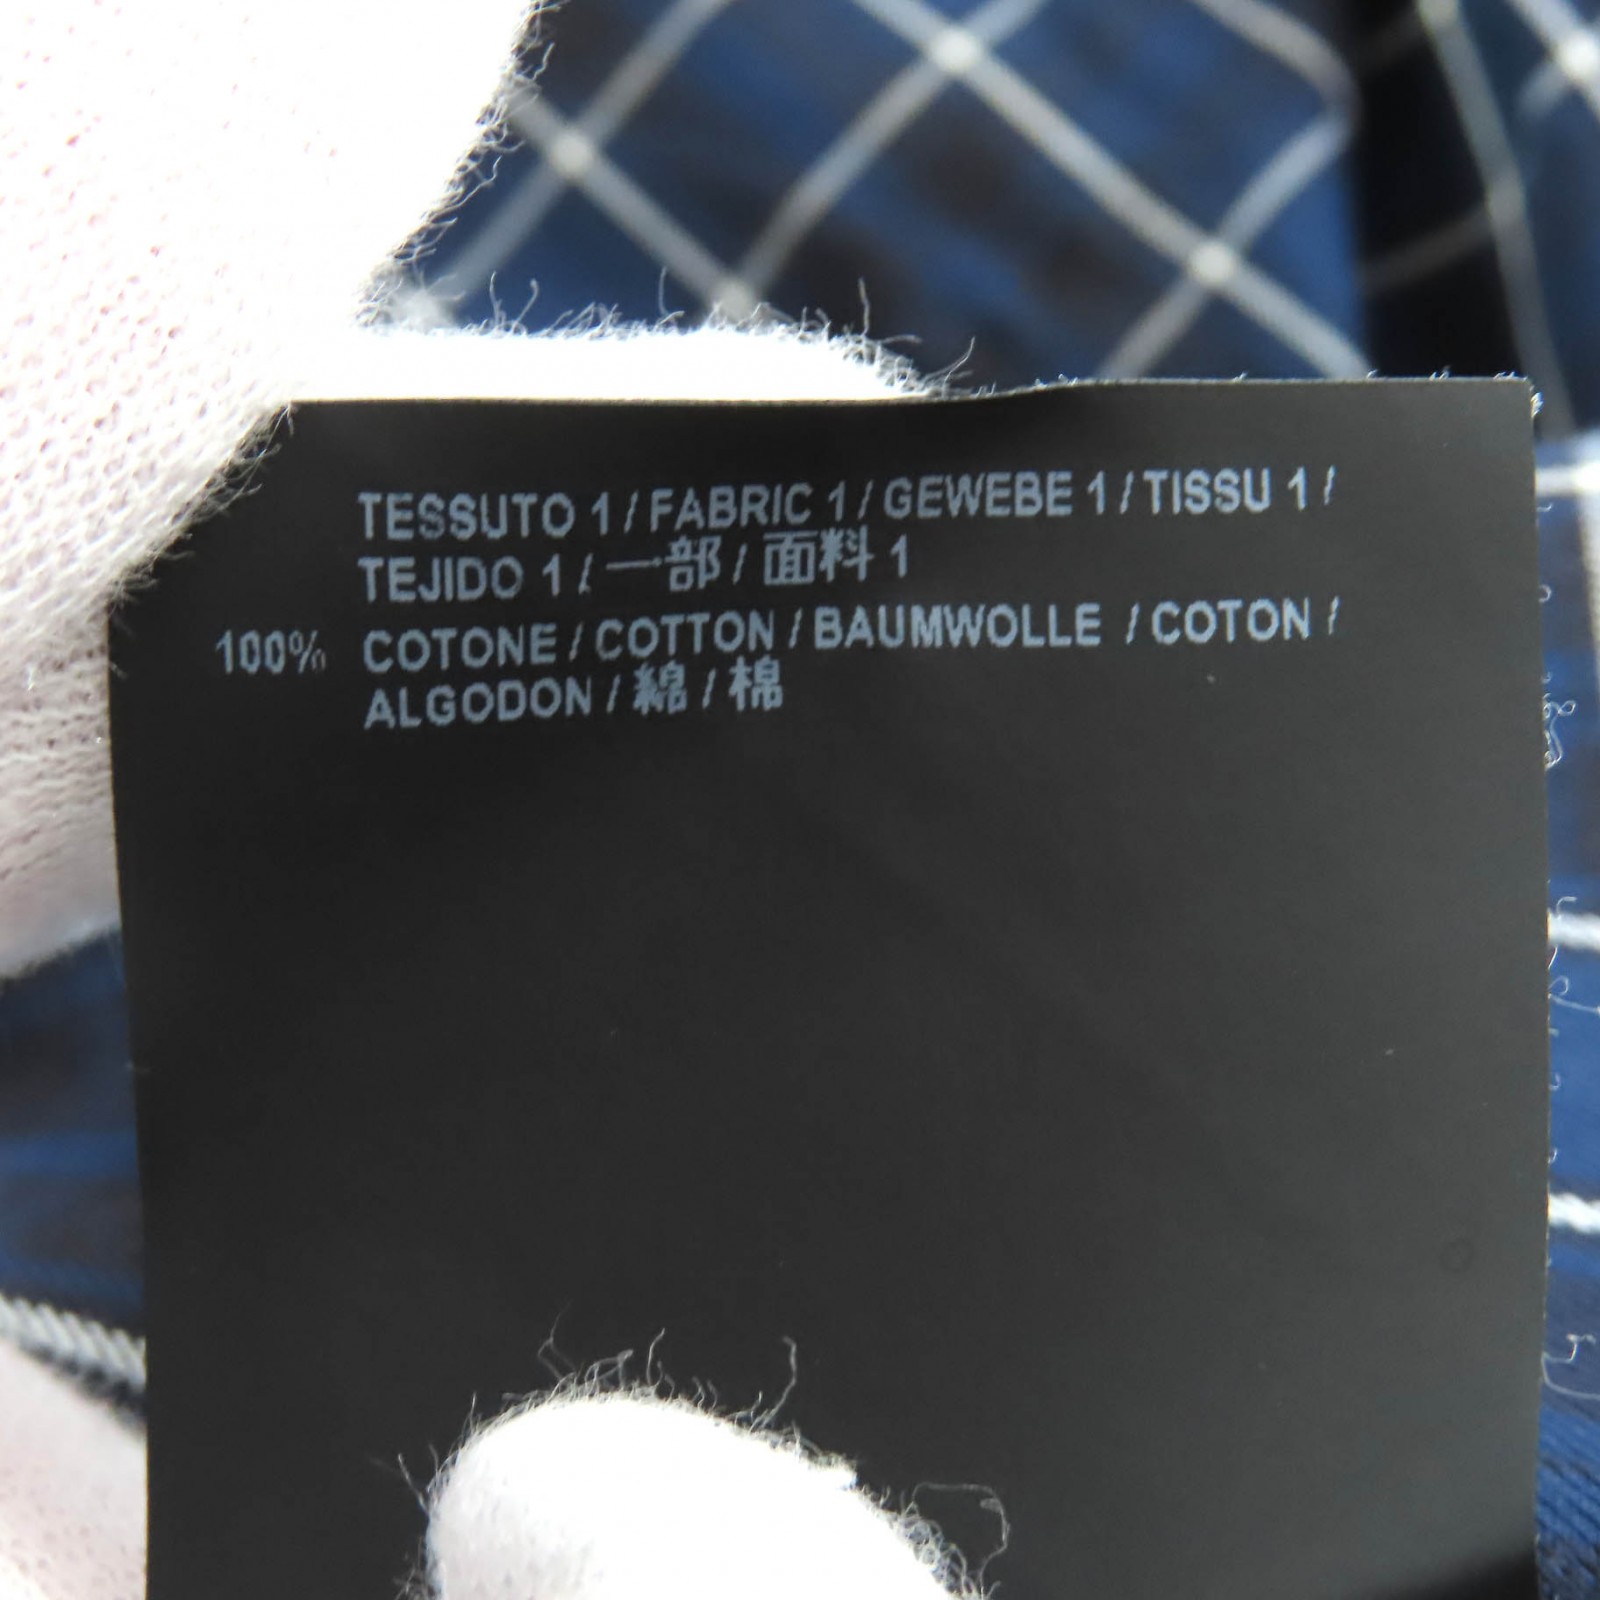 TESSUTO 1 / FABRIC 1 / GEWEBE 1 / TISSU 1 /
TEJIDO 1 / 一部 / 面料 1
100% COTONE / COTTON / BAUMWOLLE / COTON /
ALGODON / 綿 / 棉